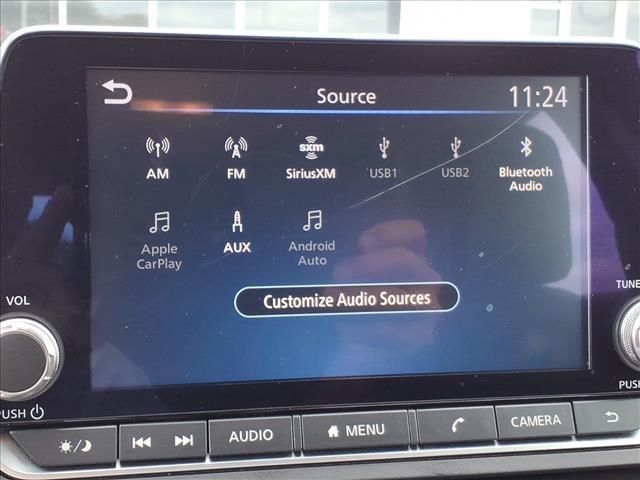 Source
11:24
AM
FM
sxm
SiriusXM
USB1
USB2
Bluetooth
Audio
Apple
CarPlay
AUX
Android
Auto
Customize Audio Sources
VOL
PUSH
TUNE
PUSH
AUDIO
MENU
CAMERA